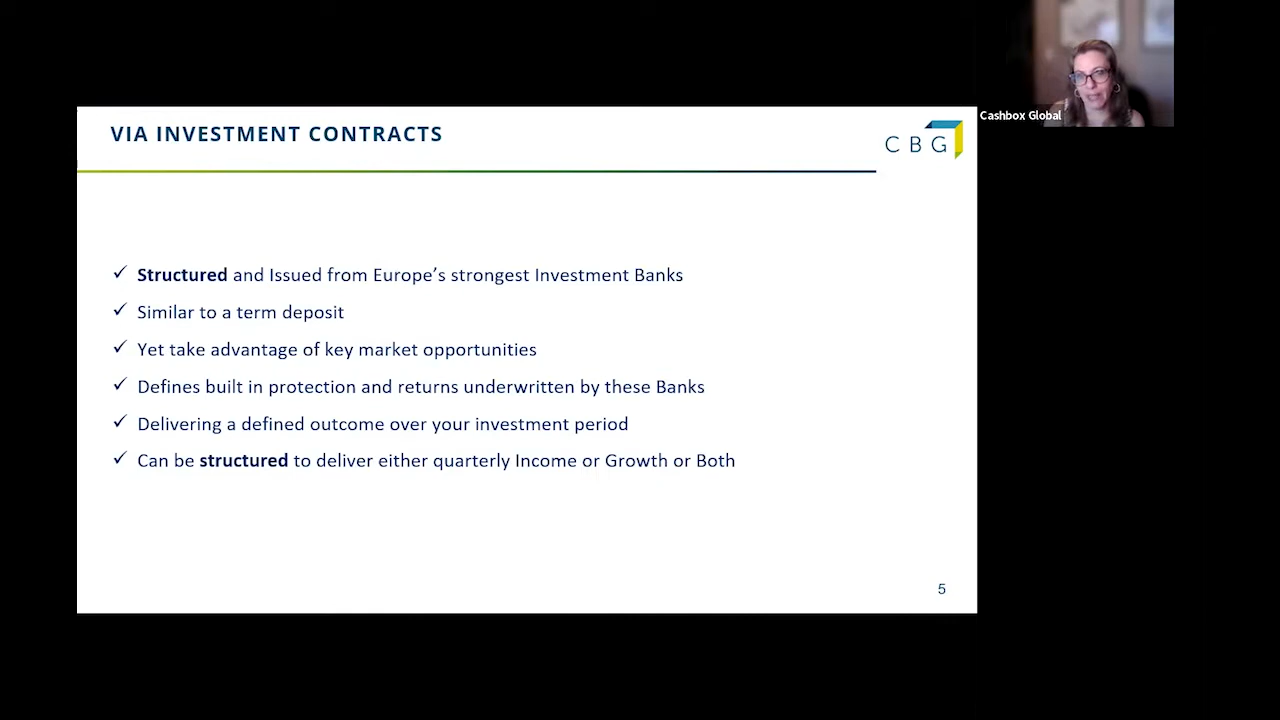 VIA INVESTMENT CONTRACTS
C B G
Cashbox Global
✓ Structured and Issued from Europe’s strongest Investment Banks
✓ Similar to a term deposit
✓ Yet take advantage of key market opportunities
✓ Defines built in protection and returns underwritten by these Banks
✓ Delivering a defined outcome over your investment period
✓ Can be structured to deliver either quarterly Income or Growth or Both
5